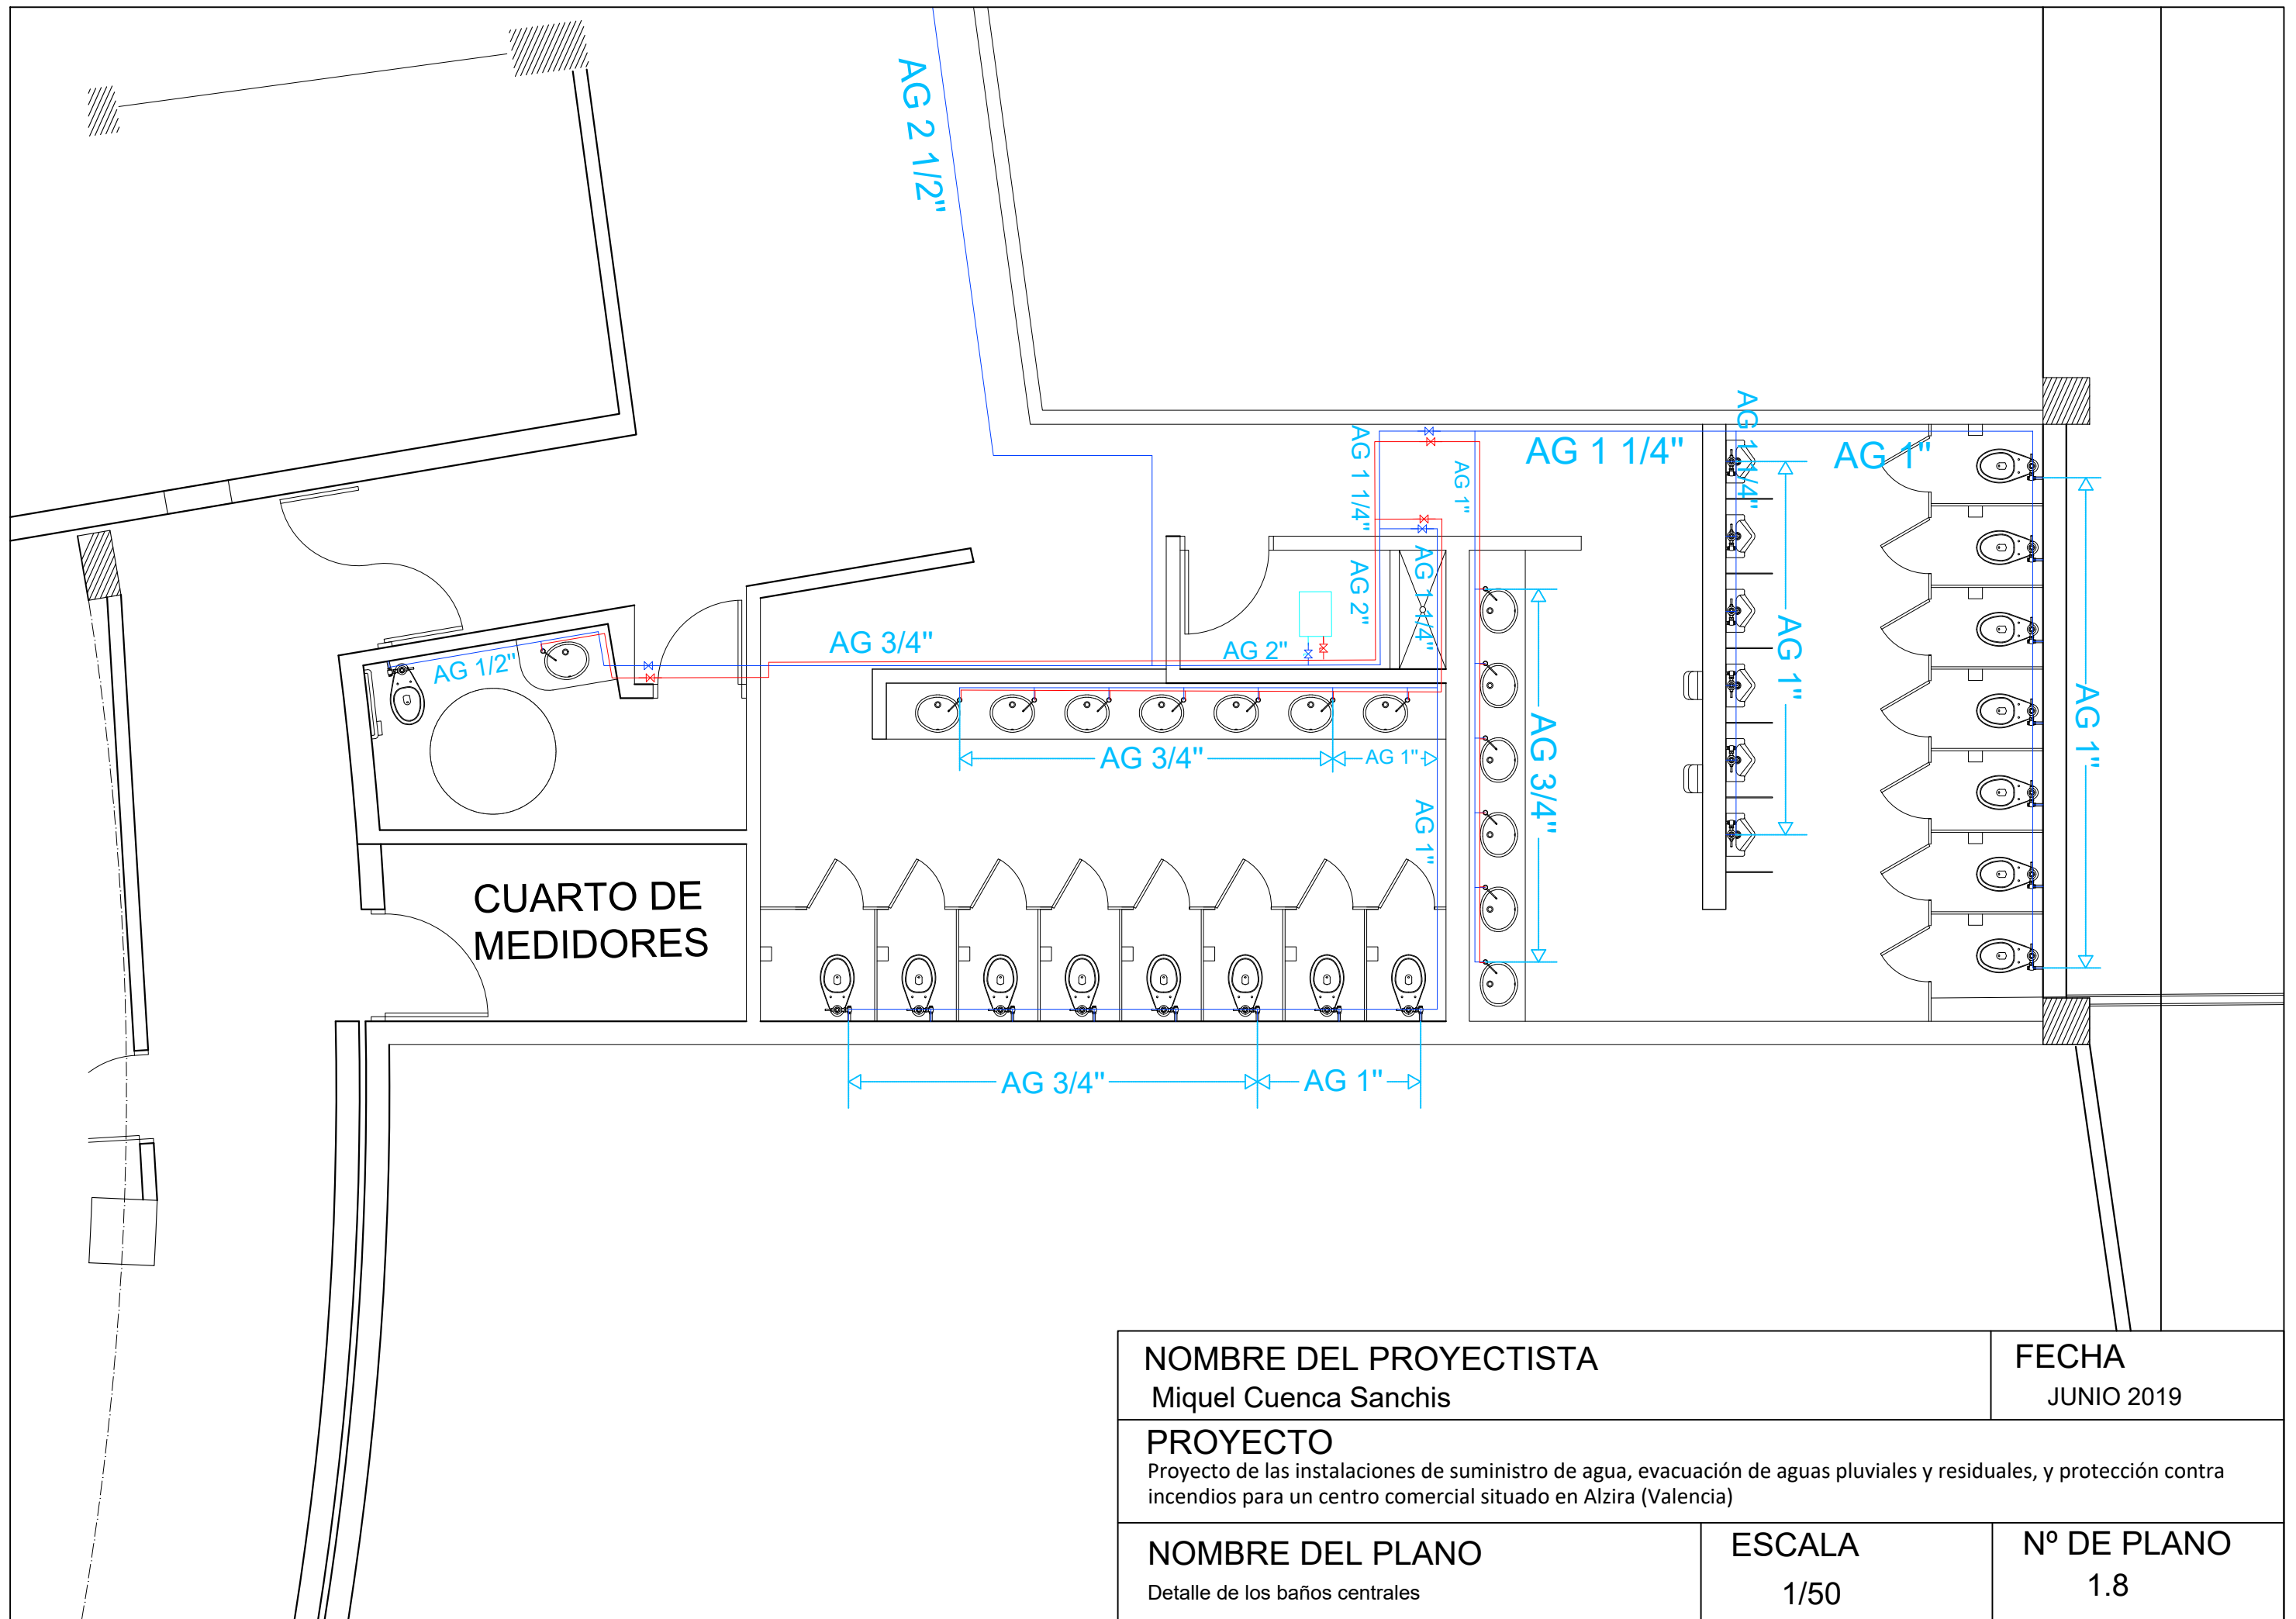 AG 2 1/2"
AG 1 1/4"
AG 1"
AG 1 1/4"
AG 1 1/4"
AG 1"
AG 1"
AG 1"
AG 1"
AG 2"
AG 1 1/4"
AG 3/4"
AG 2"
AG 1/2"
AG 3/4"
AG 1"
AG 3/4"
AG 1"
CUARTO DE
MEDIDORES
AG 3/4"
AG 1"
NOMBRE DEL PROYECTISTA
Miquel Cuenca Sanchis
FECHA
JUNIO 2019
PROYECTO
Proyecto de las instalaciones de suministro de agua, evacuación de aguas pluviales y residuales, y protección contra
incendios para un centro comercial situado en Alzira (Valencia)
NOMBRE DEL PLANO
Detalle de los baños centrales
ESCALA
1/50
Nº DE PLANO
1.8